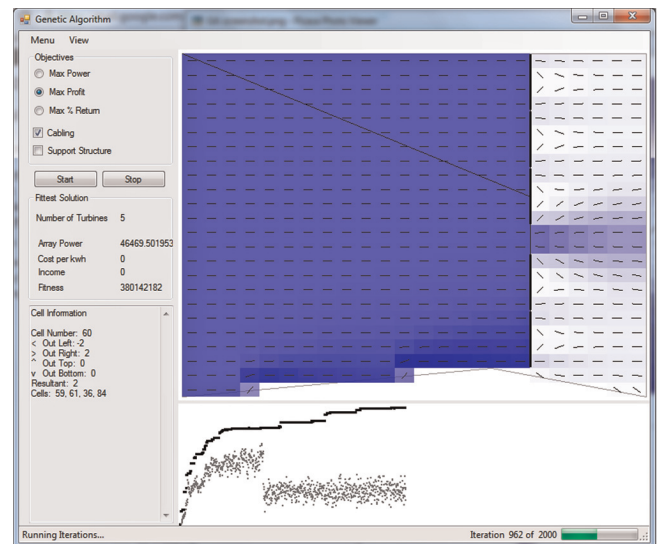 Genetic Algorithm
Menu View
Objectives
Max Power
Max Profit
Max % Return
Cabling
Support Structure
Start Stop
Fittest Solution
Number of Turbines 5
Array Power 46469.501953
Cost per kwh 0
Income 0
Fitness 380142182
Cell Information
Cell Number: 60
< Out Left: -2
> Out Right: 2
^ Out Top: 0
v Out Bottom: 0
Resultant: 2
Cells: 59, 61, 36, 84
Running Iterations... Iteration 962 of 2000